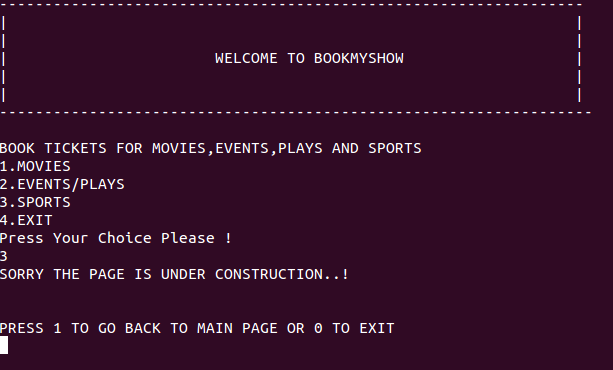 WELCOME TO BOOKMYSHOW
BOOK TICKETS FOR MOVIES,EVENTS,PLAYS AND SPORTS
1.MOVIES
2.EVENTS/PLAYS
3.SPORTS
4.EXIT
Press Your Choice Please !
3
SORRY THE PAGE IS UNDER CONSTRUCTION..!
PRESS 1 TO GO BACK TO MAIN PAGE OR 0 TO EXIT